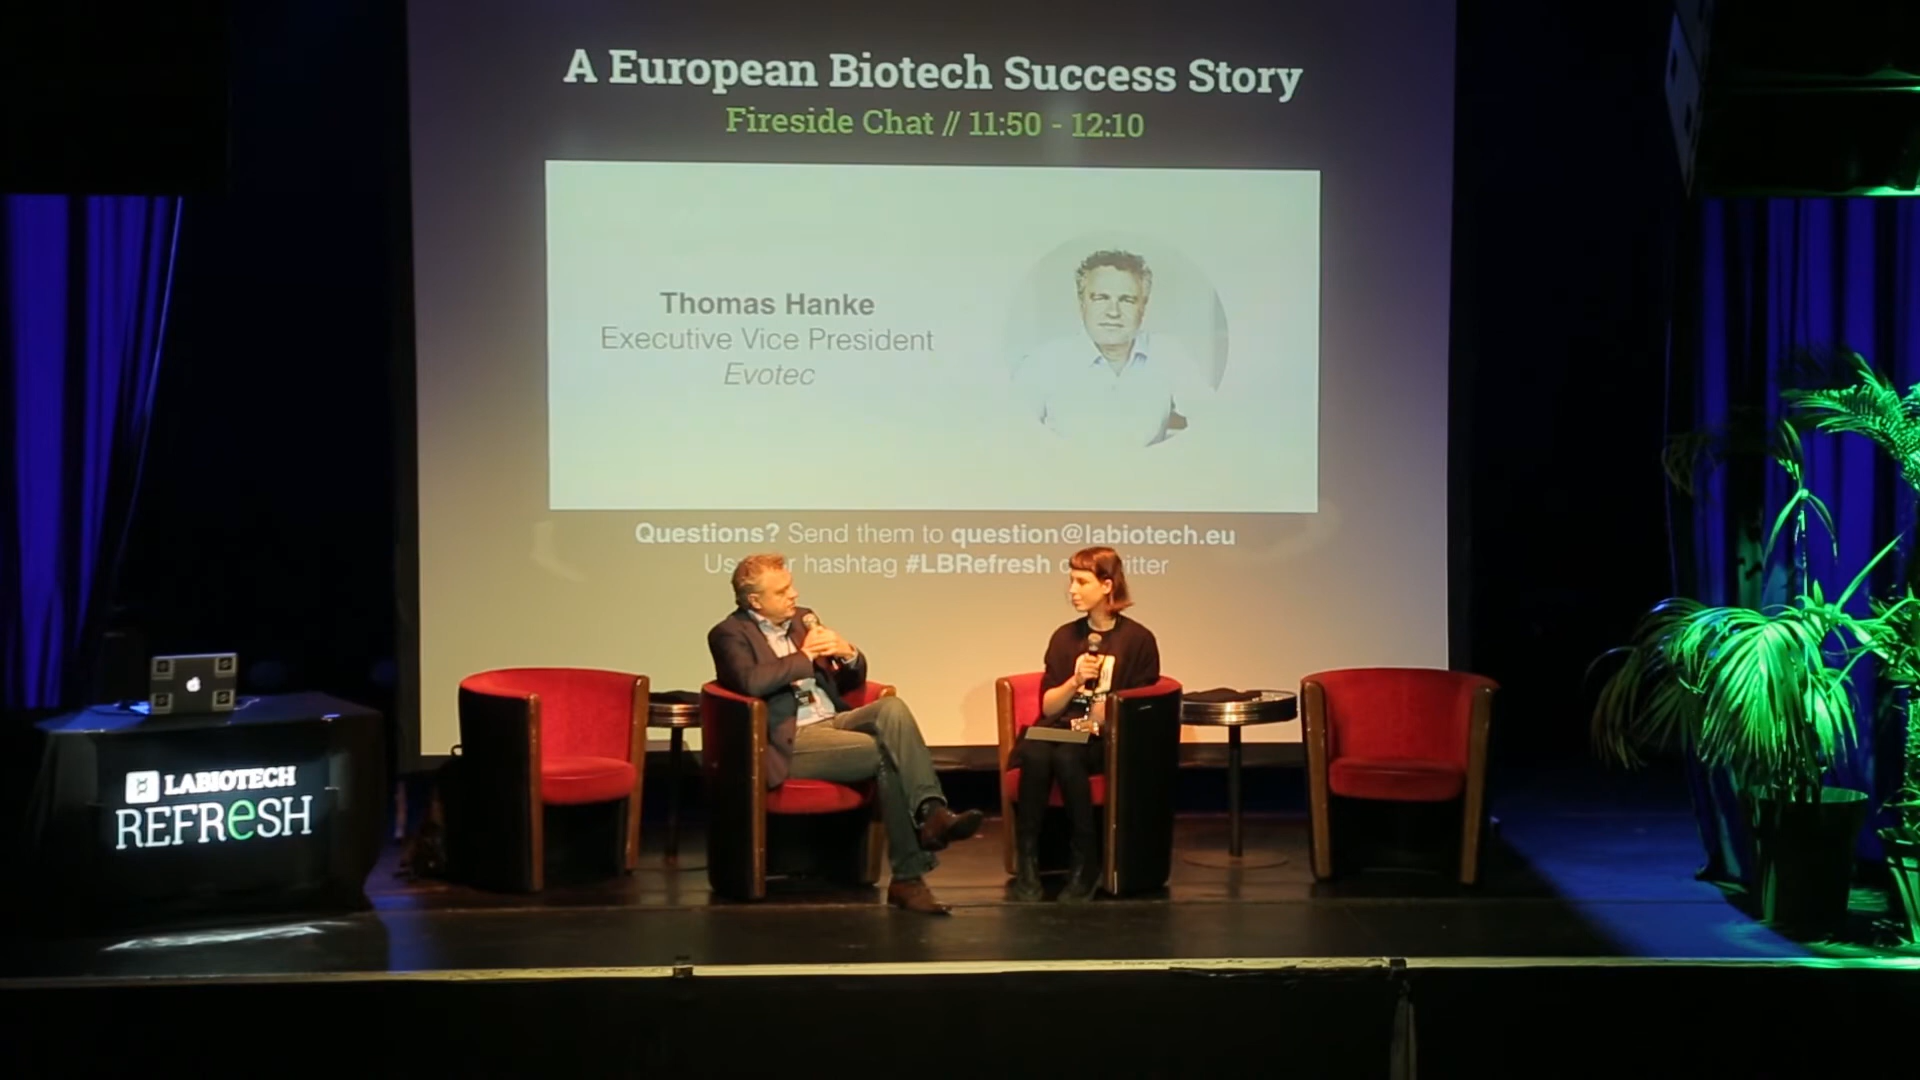 A European Biotech Success Story
Fireside Chat // 11:50 - 12:10
Thomas Hanke
Executive Vice President
Evotec
Questions? Send them to question@labiotech.eu
hashtag #LBRefresh
LABIOTECH
REFReSH